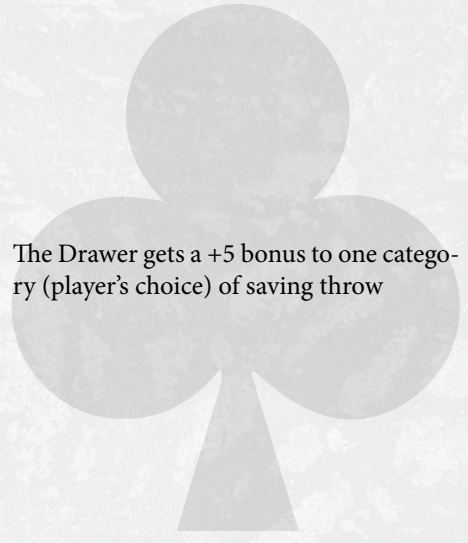 The Drawer gets a +5 bonus to one catego-
ry (player’s choice) of saving throw